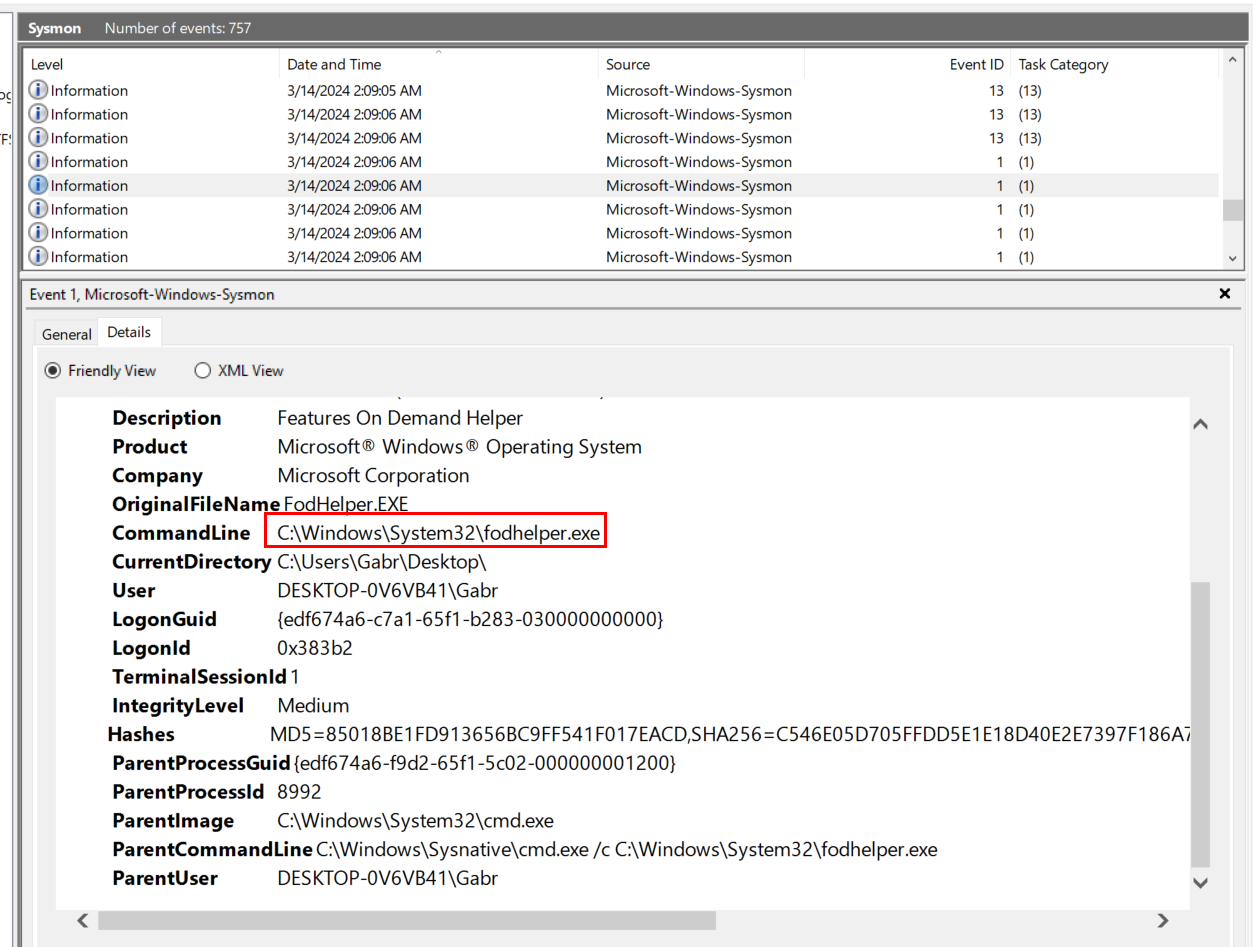 Sysmon Number of events: 757
Level Date and Time Source Event ID Task Category
Information 3/14/2024 2:09:05 AM Microsoft-Windows-Sysmon 13 (13)
Information 3/14/2024 2:09:06 AM Microsoft-Windows-Sysmon 13 (13)
Information 3/14/2024 2:09:06 AM Microsoft-Windows-Sysmon 13 (13)
Information 3/14/2024 2:09:06 AM Microsoft-Windows-Sysmon 1 (1)
Information 3/14/2024 2:09:06 AM Microsoft-Windows-Sysmon 1 (1)
Information 3/14/2024 2:09:06 AM Microsoft-Windows-Sysmon 1 (1)
Information 3/14/2024 2:09:06 AM Microsoft-Windows-Sysmon 1 (1)
Information 3/14/2024 2:09:06 AM Microsoft-Windows-Sysmon 1 (1)
Event 1, Microsoft-Windows-Sysmon
General Details
Friendly View XML View
Description Features On Demand Helper
Product Microsoft® Windows® Operating System
Company Microsoft Corporation
OriginalFileName FodHelper.EXE
CommandLine C:\Windows\System32\fodhelper.exe
CurrentDirectory C:\Users\Gabr\Desktop\
User DESKTOP-0V6VB41\Gabr
LogonGuid {edf674a6-c7a1-65f1-b283-030000000000}
LogonId 0x383b2
TerminalSessionId 1
IntegrityLevel Medium
Hashes MD5=85018BE1FD913656BC9FF541F017EACD,SHA256=C546E05D705FFDD5E1E18D40E2E7397F186A7
ParentProcessGuid {edf674a6-f9d2-65f1-5c02-000000001200}
ParentProcessId 8992
ParentImage C:\Windows\System32\cmd.exe
ParentCommandLine C:\Windows\Sysnative\cmd.exe /c C:\Windows\System32\fodhelper.exe
ParentUser DESKTOP-0V6VB41\Gabr